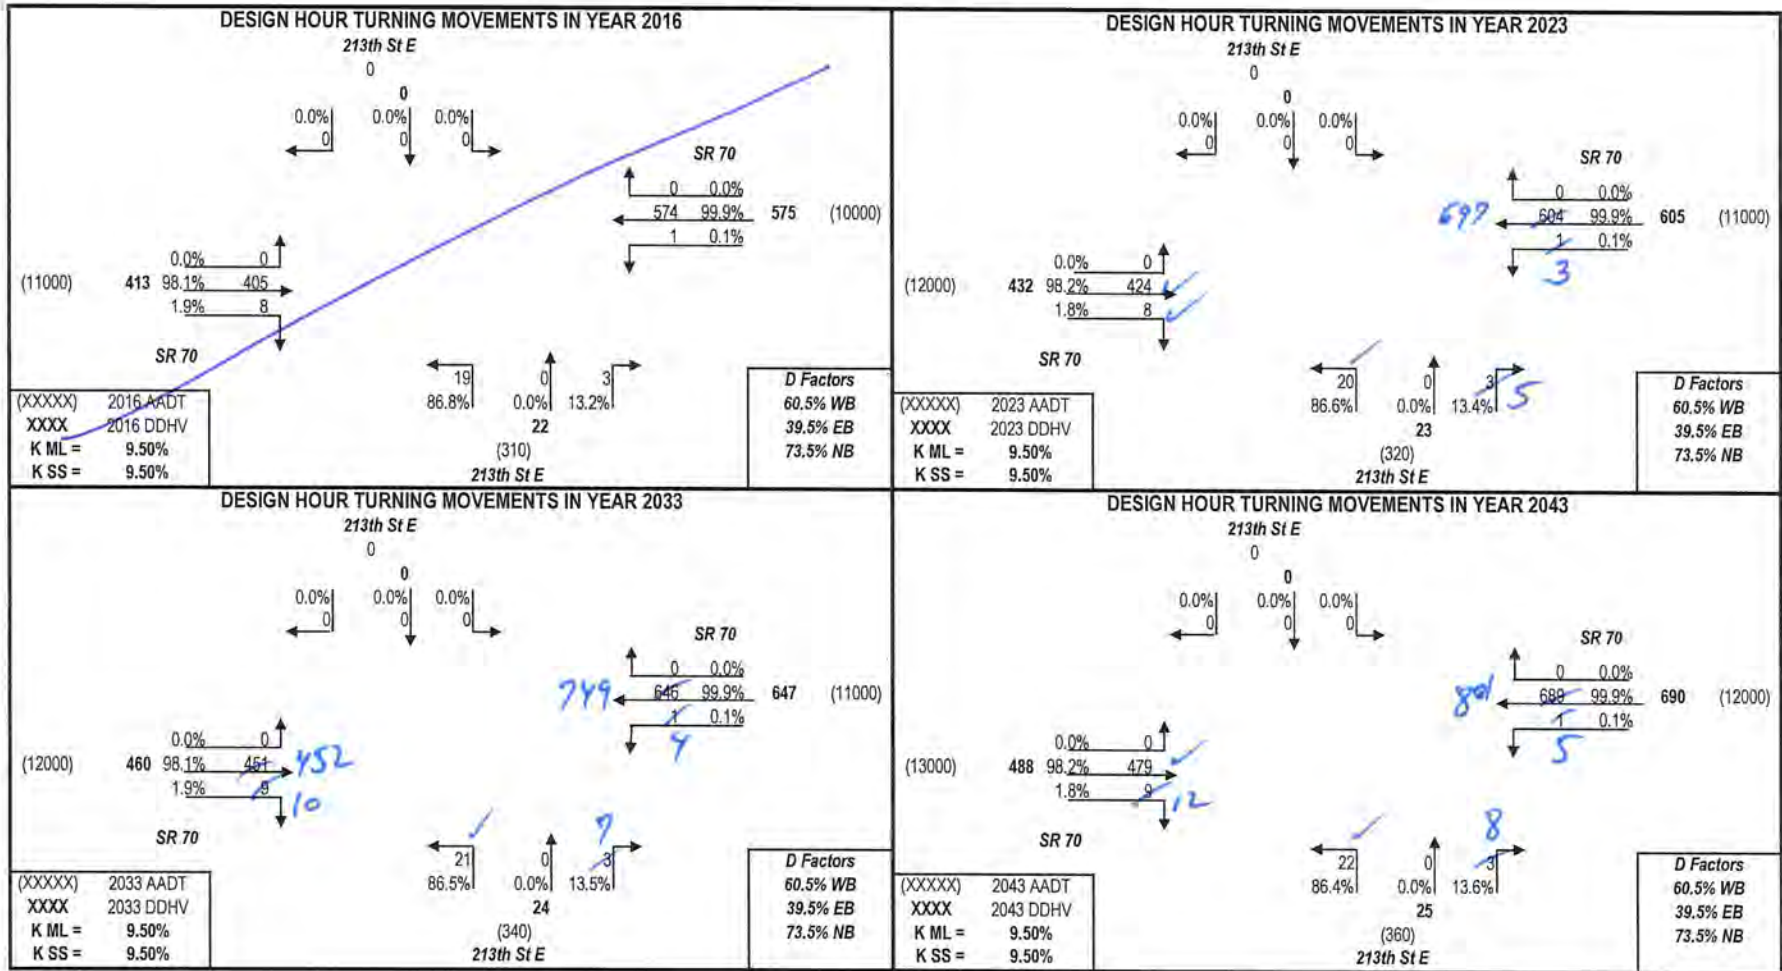 DESIGN HOUR TURNING MOVEMENTS IN YEAR 2016
213th St E
0
0
0.0% 0.0% 0.0%
0 0 0
SR 70
0 0.0%
574 99.9% 575 (10000)
1 0.1%
0.0% 0
(11000) 413 98.1% 405
1.9% 8
SR 70
19 0 3
86.8% 0.0% 13.2%
22
(310)
213th St E
(XXXXX) 2016 AADT
XXXX 2016 DDHV
K ML = 9.50%
K SS = 9.50%
D Factors
60.5% WB
39.5% EB
73.5% NB
DESIGN HOUR TURNING MOVEMENTS IN YEAR 2023
213th St E
0
0
0.0% 0.0% 0.0%
0 0 0
SR 70
0 0.0%
697 604 99.9% 605 (11000)
1 0.1%
3
0.0% 0
(12000) 432 98.2% 424
1.8% 8
SR 70
20 0 3
86.6% 0.0% 13.4% 5
23
(320)
213th St E
(XXXXX) 2023 AADT
XXXX 2023 DDHV
K ML = 9.50%
K SS = 9.50%
D Factors
60.5% WB
39.5% EB
73.5% NB
DESIGN HOUR TURNING MOVEMENTS IN YEAR 2033
213th St E
0
0
0.0% 0.0% 0.0%
0 0 0
SR 70
0 0.0%
749 646 99.9% 647 (11000)
1 0.1%
4
0.0% 0
(12000) 460 98.1% 451 452
1.9% 9 10
SR 70
7
21 0 3
86.5% 0.0% 13.5%
24
(340)
213th St E
(XXXXX) 2033 AADT
XXXX 2033 DDHV
K ML = 9.50%
K SS = 9.50%
D Factors
60.5% WB
39.5% EB
73.5% NB
DESIGN HOUR TURNING MOVEMENTS IN YEAR 2043
213th St E
0
0
0.0% 0.0% 0.0%
0 0 0
SR 70
0 0.0%
801 689 99.9% 690 (12000)
1 0.1%
5
0.0% 0
(13000) 488 98.2% 479
1.8% 9 12
SR 70
8
22 0 3
86.4% 0.0% 13.6%
25
(360)
213th St E
(XXXXX) 2043 AADT
XXXX 2043 DDHV
K ML = 9.50%
K SS = 9.50%
D Factors
60.5% WB
39.5% EB
73.5% NB